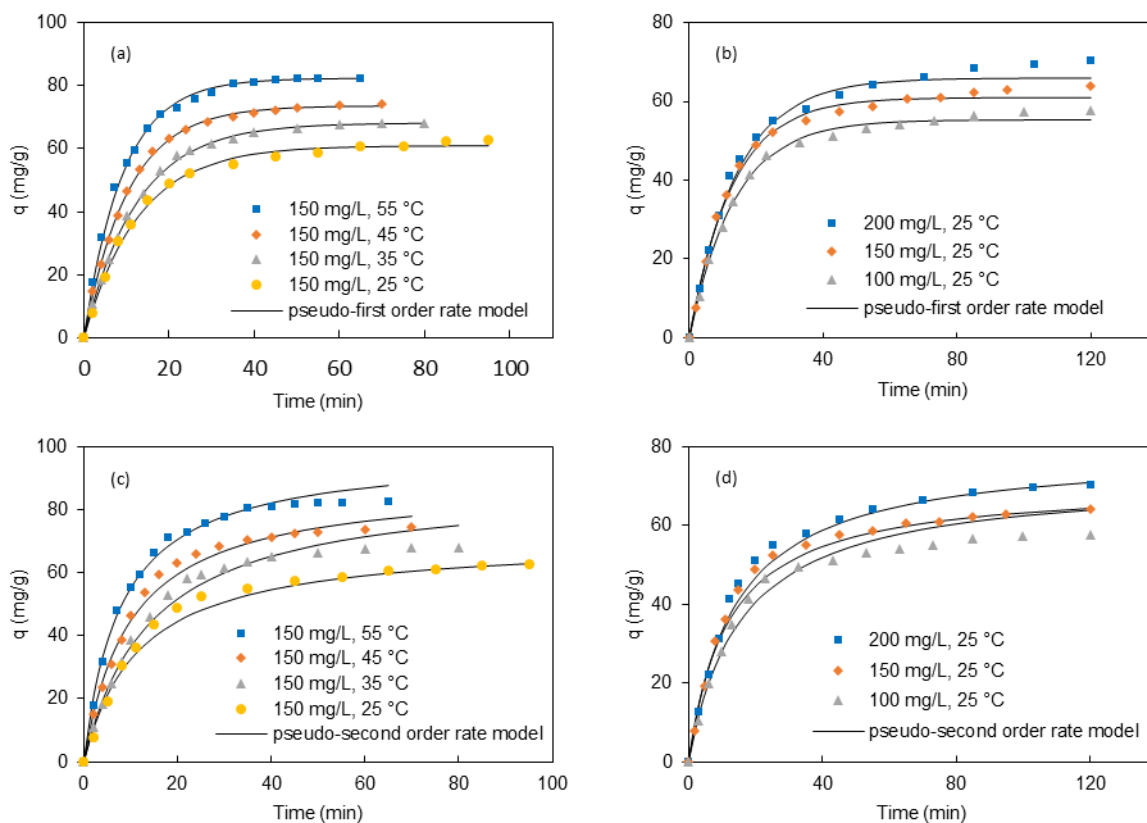 (a)
q (mg/g)
100
80
60
40
20
0
150 mg/L, 55 °C
150 mg/L, 45 °C
150 mg/L, 35 °C
150 mg/L, 25 °C
pseudo-first order rate model
0 20 40 60 80 100
Time (min)
(b)
q (mg/g)
80
60
40
20
0
200 mg/L, 25 °C
150 mg/L, 25 °C
100 mg/L, 25 °C
pseudo-first order rate model
0 40 80 120
Time (min)
(c)
q (mg/g)
100
80
60
40
20
0
150 mg/L, 55 °C
150 mg/L, 45 °C
150 mg/L, 35 °C
150 mg/L, 25 °C
pseudo-second order rate model
0 20 40 60 80 100
Time (min)
(d)
q (mg/g)
80
60
40
20
0
200 mg/L, 25 °C
150 mg/L, 25 °C
100 mg/L, 25 °C
pseudo-second order rate model
0 40 80 120
Time (min)